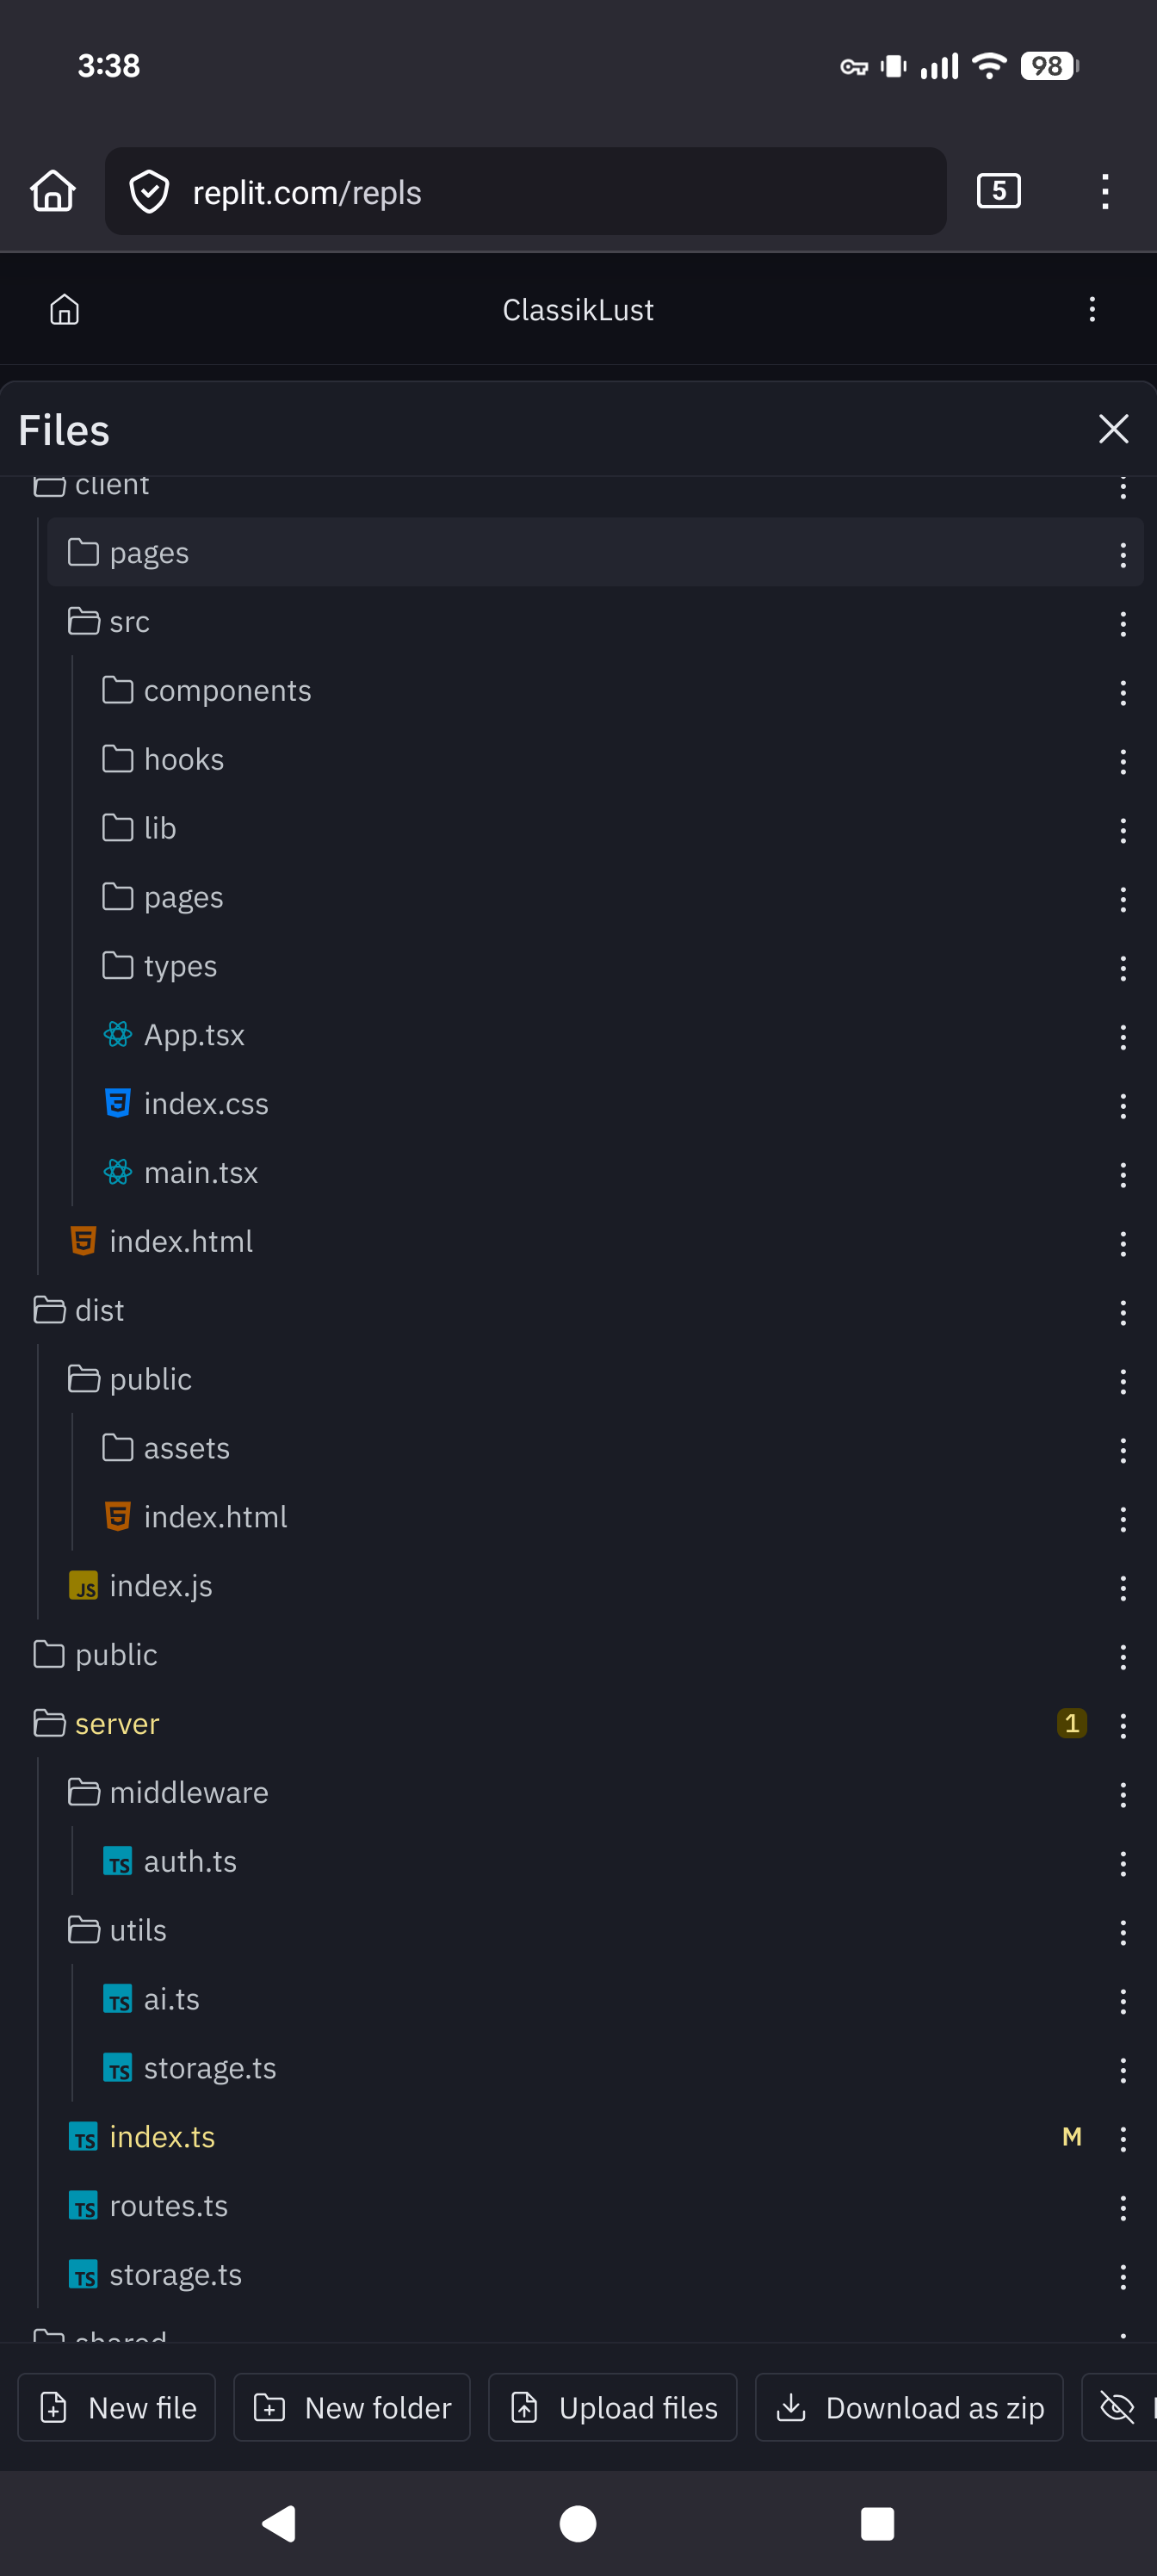 3:38
98
replit.com/repls
5
ClassikLust
Files
client
pages
src
components
hooks
lib
pages
types
App.tsx
index.css
main.tsx
index.html
dist
public
assets
index.html
JS index.js
public
server 1
middleware
TS auth.ts
utils
TS ai.ts
TS storage.ts
TS index.ts M
TS routes.ts
TS storage.ts
shared
New file New folder Upload files Download as zip